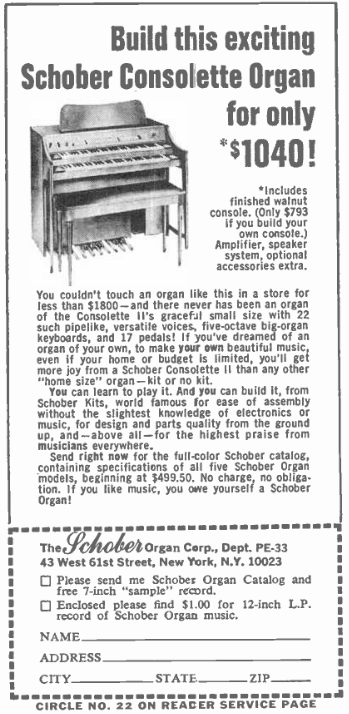 Build this exciting
Schober Consolette Organ
for only
*$1040!
*Includes
finished walnut
console. (Only $793
if you build your
own console.)
Amplifier, speaker
system, optional
accessories extra.
You couldn't touch an organ like this in a store for
less than $1800—and there never has been an organ
of the Consolette II's graceful small size with 22
such pipelike, versatile voices, five-octave big-organ
keyboards, and 17 pedals! If you've dreamed of an
organ of your own, to make your own beautiful music,
even if your home or budget is limited, you'll get
more joy from a Schober Consolette II than any other
"home size" organ—kit or no kit.
You can learn to play it. And you can build it, from
Schober Kits, world famous for ease of assembly
without the slightest knowledge of electronics or
music, for design and parts quality from the ground
up, and—above all—for the highest praise from
musicians everywhere.
Send right now for the full-color Schober catalog,
containing specifications of all five Schober Organ
models, beginning at $499.50. No charge, no obliga-
tion. If you like music, you owe yourself a Schober
Organ!
The Schober Organ Corp., Dept. PE-33
43 West 61st Street, New York, N.Y. 10023
Please send me Schober Organ Catalog and
free 7-inch "sample" record.
Enclosed please find $1.00 for 12-inch L.P.
record of Schober Organ music.
NAME
ADDRESS
CITY STATE ZIP
CIRCLE NO. 22 ON READER SERVICE PAGE